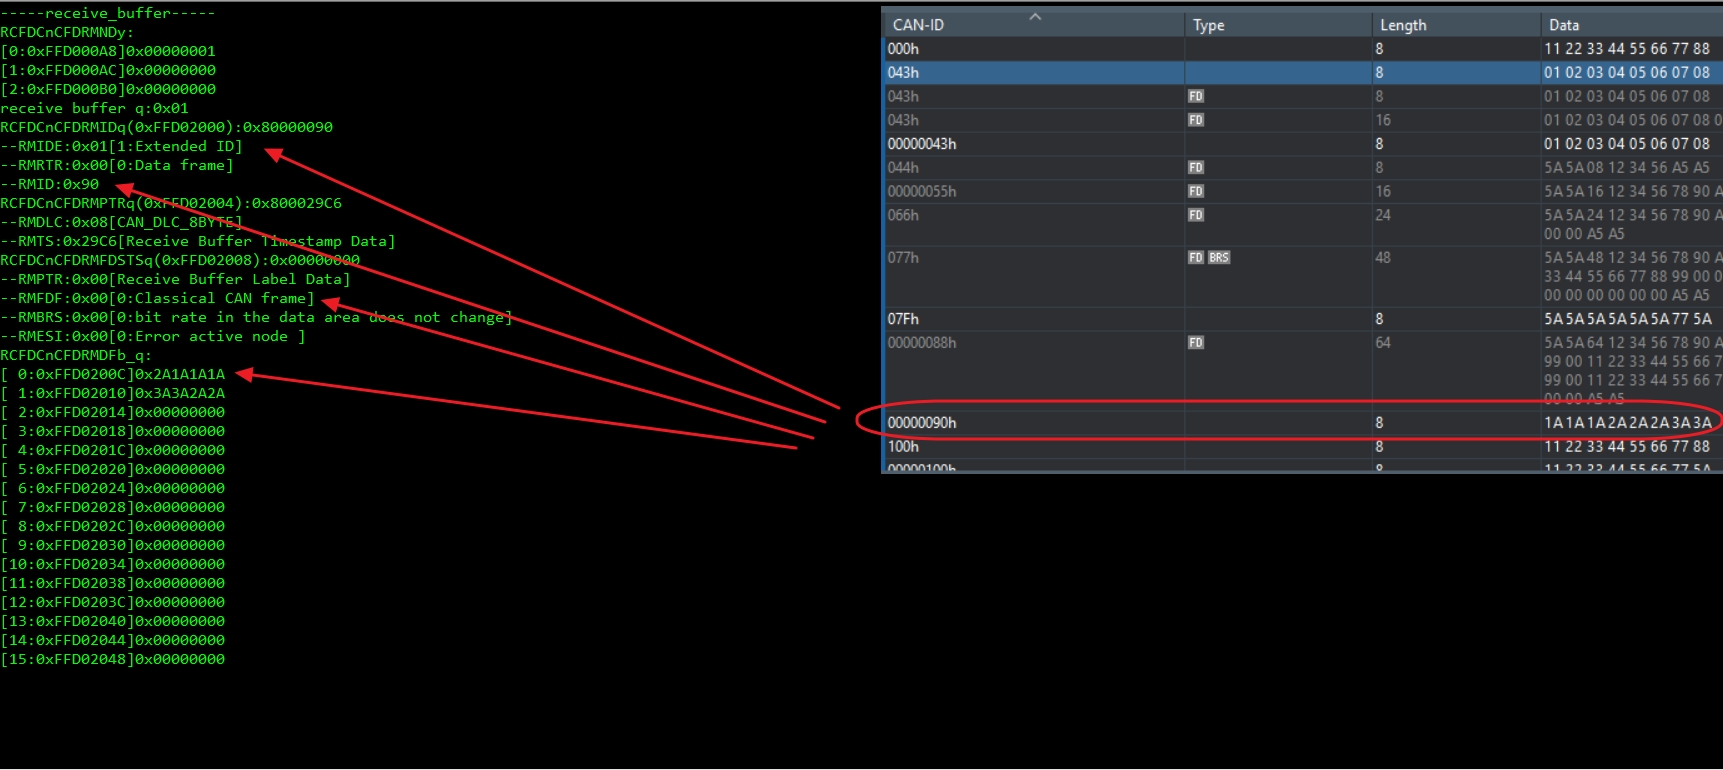 -----receive_buffer-----
RCFDCnCFDRMNDy:
[0:0xFFD000A8]0x00000001
[1:0xFFD000AC]0x00000000
[2:0xFFD000B0]0x00000000
receive buffer q:0x01
RCFDCnCFDRMIDq(0xFFD02000):0x80000090
--RMIDE:0x01[1:Extended ID]
--RMRTR:0x00[0:Data frame]
--RMID:0x90
RCFDCnCFDRMPTRq(0xFFD02004):0x800029C6
--RMDLC:0x08[CAN_DLC_8BYTE]
--RMTS:0x29C6[Receive Buffer Timestamp Data]
RCFDCnCFDRMFDSTSq(0xFFD02008):0x00000000
--RMPTR:0x00[Receive Buffer Label Data]
--RMFDF:0x00[0:Classical CAN frame]
--RMBRS:0x00[0:bit rate in the data area does not change]
--RMESI:0x00[0:Error active node ]
RCFDCnCFDRMDFb_q:
[ 0:0xFFD0200C]0x2A1A1A1A
[ 1:0xFFD02010]0x3A3A2A2A
[ 2:0xFFD02014]0x00000000
[ 3:0xFFD02018]0x00000000
[ 4:0xFFD0201C]0x00000000
[ 5:0xFFD02020]0x00000000
[ 6:0xFFD02024]0x00000000
[ 7:0xFFD02028]0x00000000
[ 8:0xFFD0202C]0x00000000
[ 9:0xFFD02030]0x00000000
[10:0xFFD02034]0x00000000
[11:0xFFD02038]0x00000000
[12:0xFFD0203C]0x00000000
[13:0xFFD02040]0x00000000
[14:0xFFD02044]0x00000000
[15:0xFFD02048]0x00000000
CAN-ID Type Length Data
000h 8 11 22 33 44 55 66 77 88
043h 8 01 02 03 04 05 06 07 08
043h FD 8 01 02 03 04 05 06 07 08
043h FD 16 01 02 03 04 05 06 07 08 0
00000043h 8 01 02 03 04 05 06 07 08
044h FD 8 5A 5A 08 12 34 56 A5 A5
00000055h FD 16 5A 5A 16 12 34 56 78 90 A
066h FD 24 5A 5A 24 12 34 56 78 90 A
00 00 A5 A5
077h FD BRS 48 5A 5A 48 12 34 56 78 90 A
33 44 55 66 77 88 99 00 0
00 00 00 00 00 00 A5 A5
07Fh 8 5A 5A 5A 5A 5A 5A 77 5A
00000088h FD 64 5A 5A 64 12 34 56 78 90 A
99 00 11 22 33 44 55 66 7
99 00 11 22 33 44 55 66 7
00 00 A5 A5
00000090h 8 1A 1A 1A 2A 2A 2A 3A 3A
100h 8 11 22 33 44 55 66 77 88
00000100h 8 11 22 33 44 55 66 77 5A